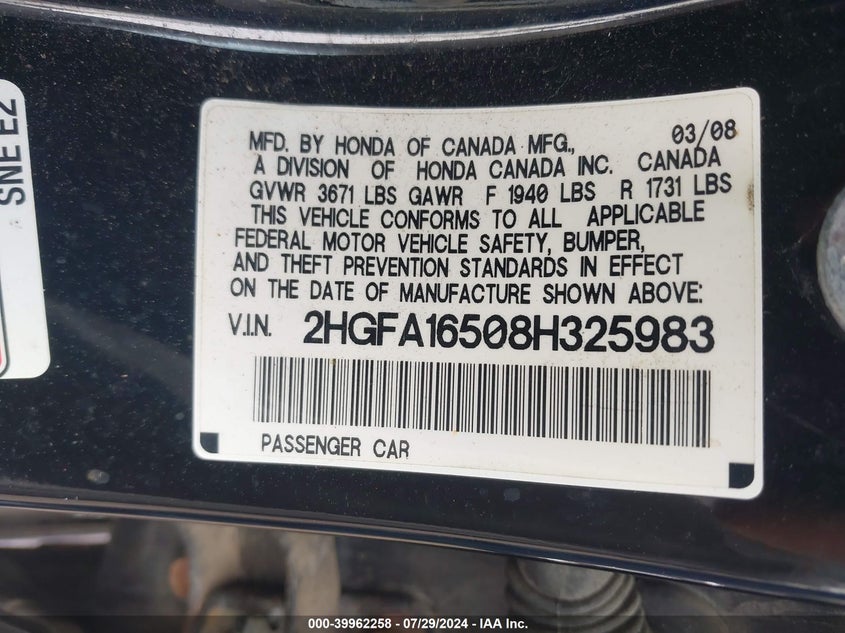 SNE E2
MFD. BY HONDA OF CANADA MFG., 03/08
A DIVISION OF HONDA CANADA INC. CANADA
GVWR 3671 LBS GAWR F 1940 LBS R 1731 LBS
THIS VEHICLE CONFORMS TO ALL APPLICABLE
FEDERAL MOTOR VEHICLE SAFETY, BUMPER,
AND THEFT PREVENTION STANDARDS IN EFFECT
ON THE DATE OF MANUFACTURE SHOWN ABOVE:
V.I.N. 2HGFA16508H325983
PASSENGER CAR
000-39962258 - 07/29/2024 - IAA Inc.